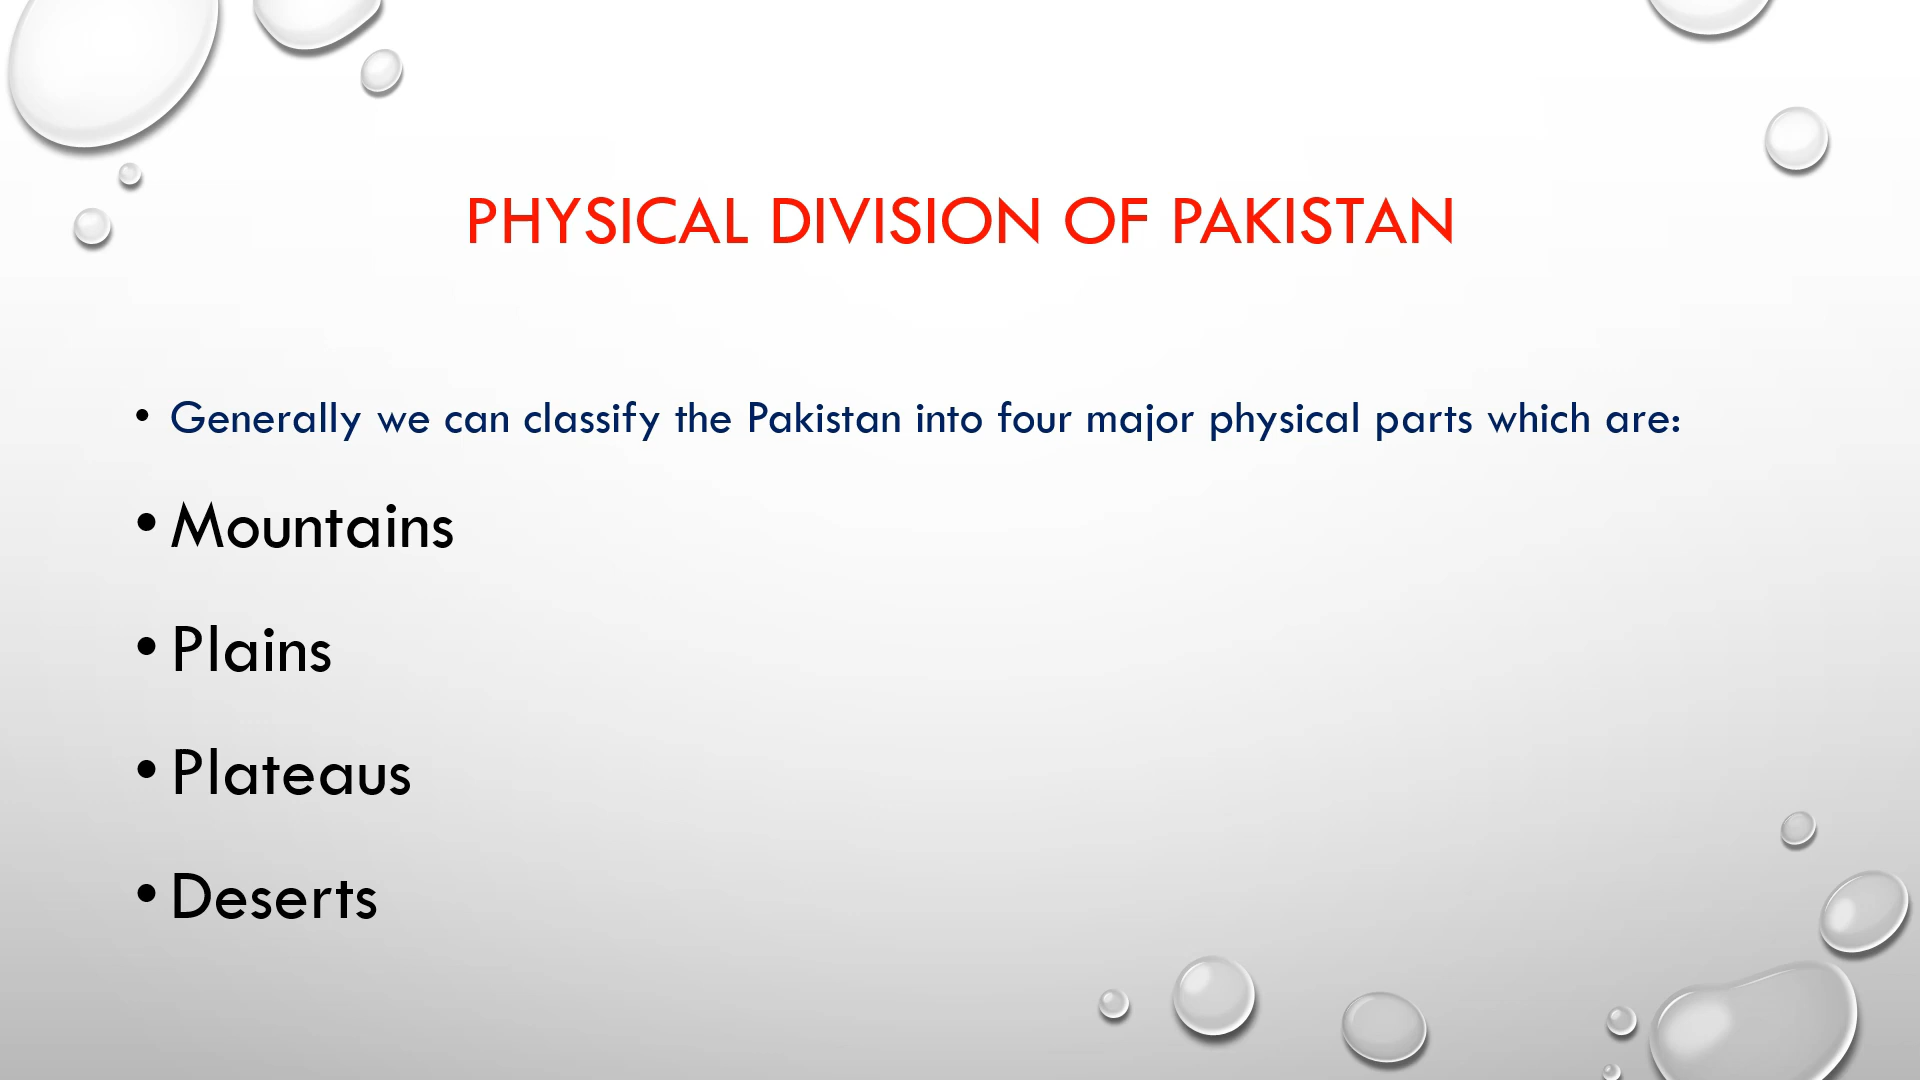 PHYSICAL DIVISION OF PAKISTAN
• Generally we can classify the Pakistan into four major physical parts which are:
• Mountains
• Plains
• Plateaus
• Deserts